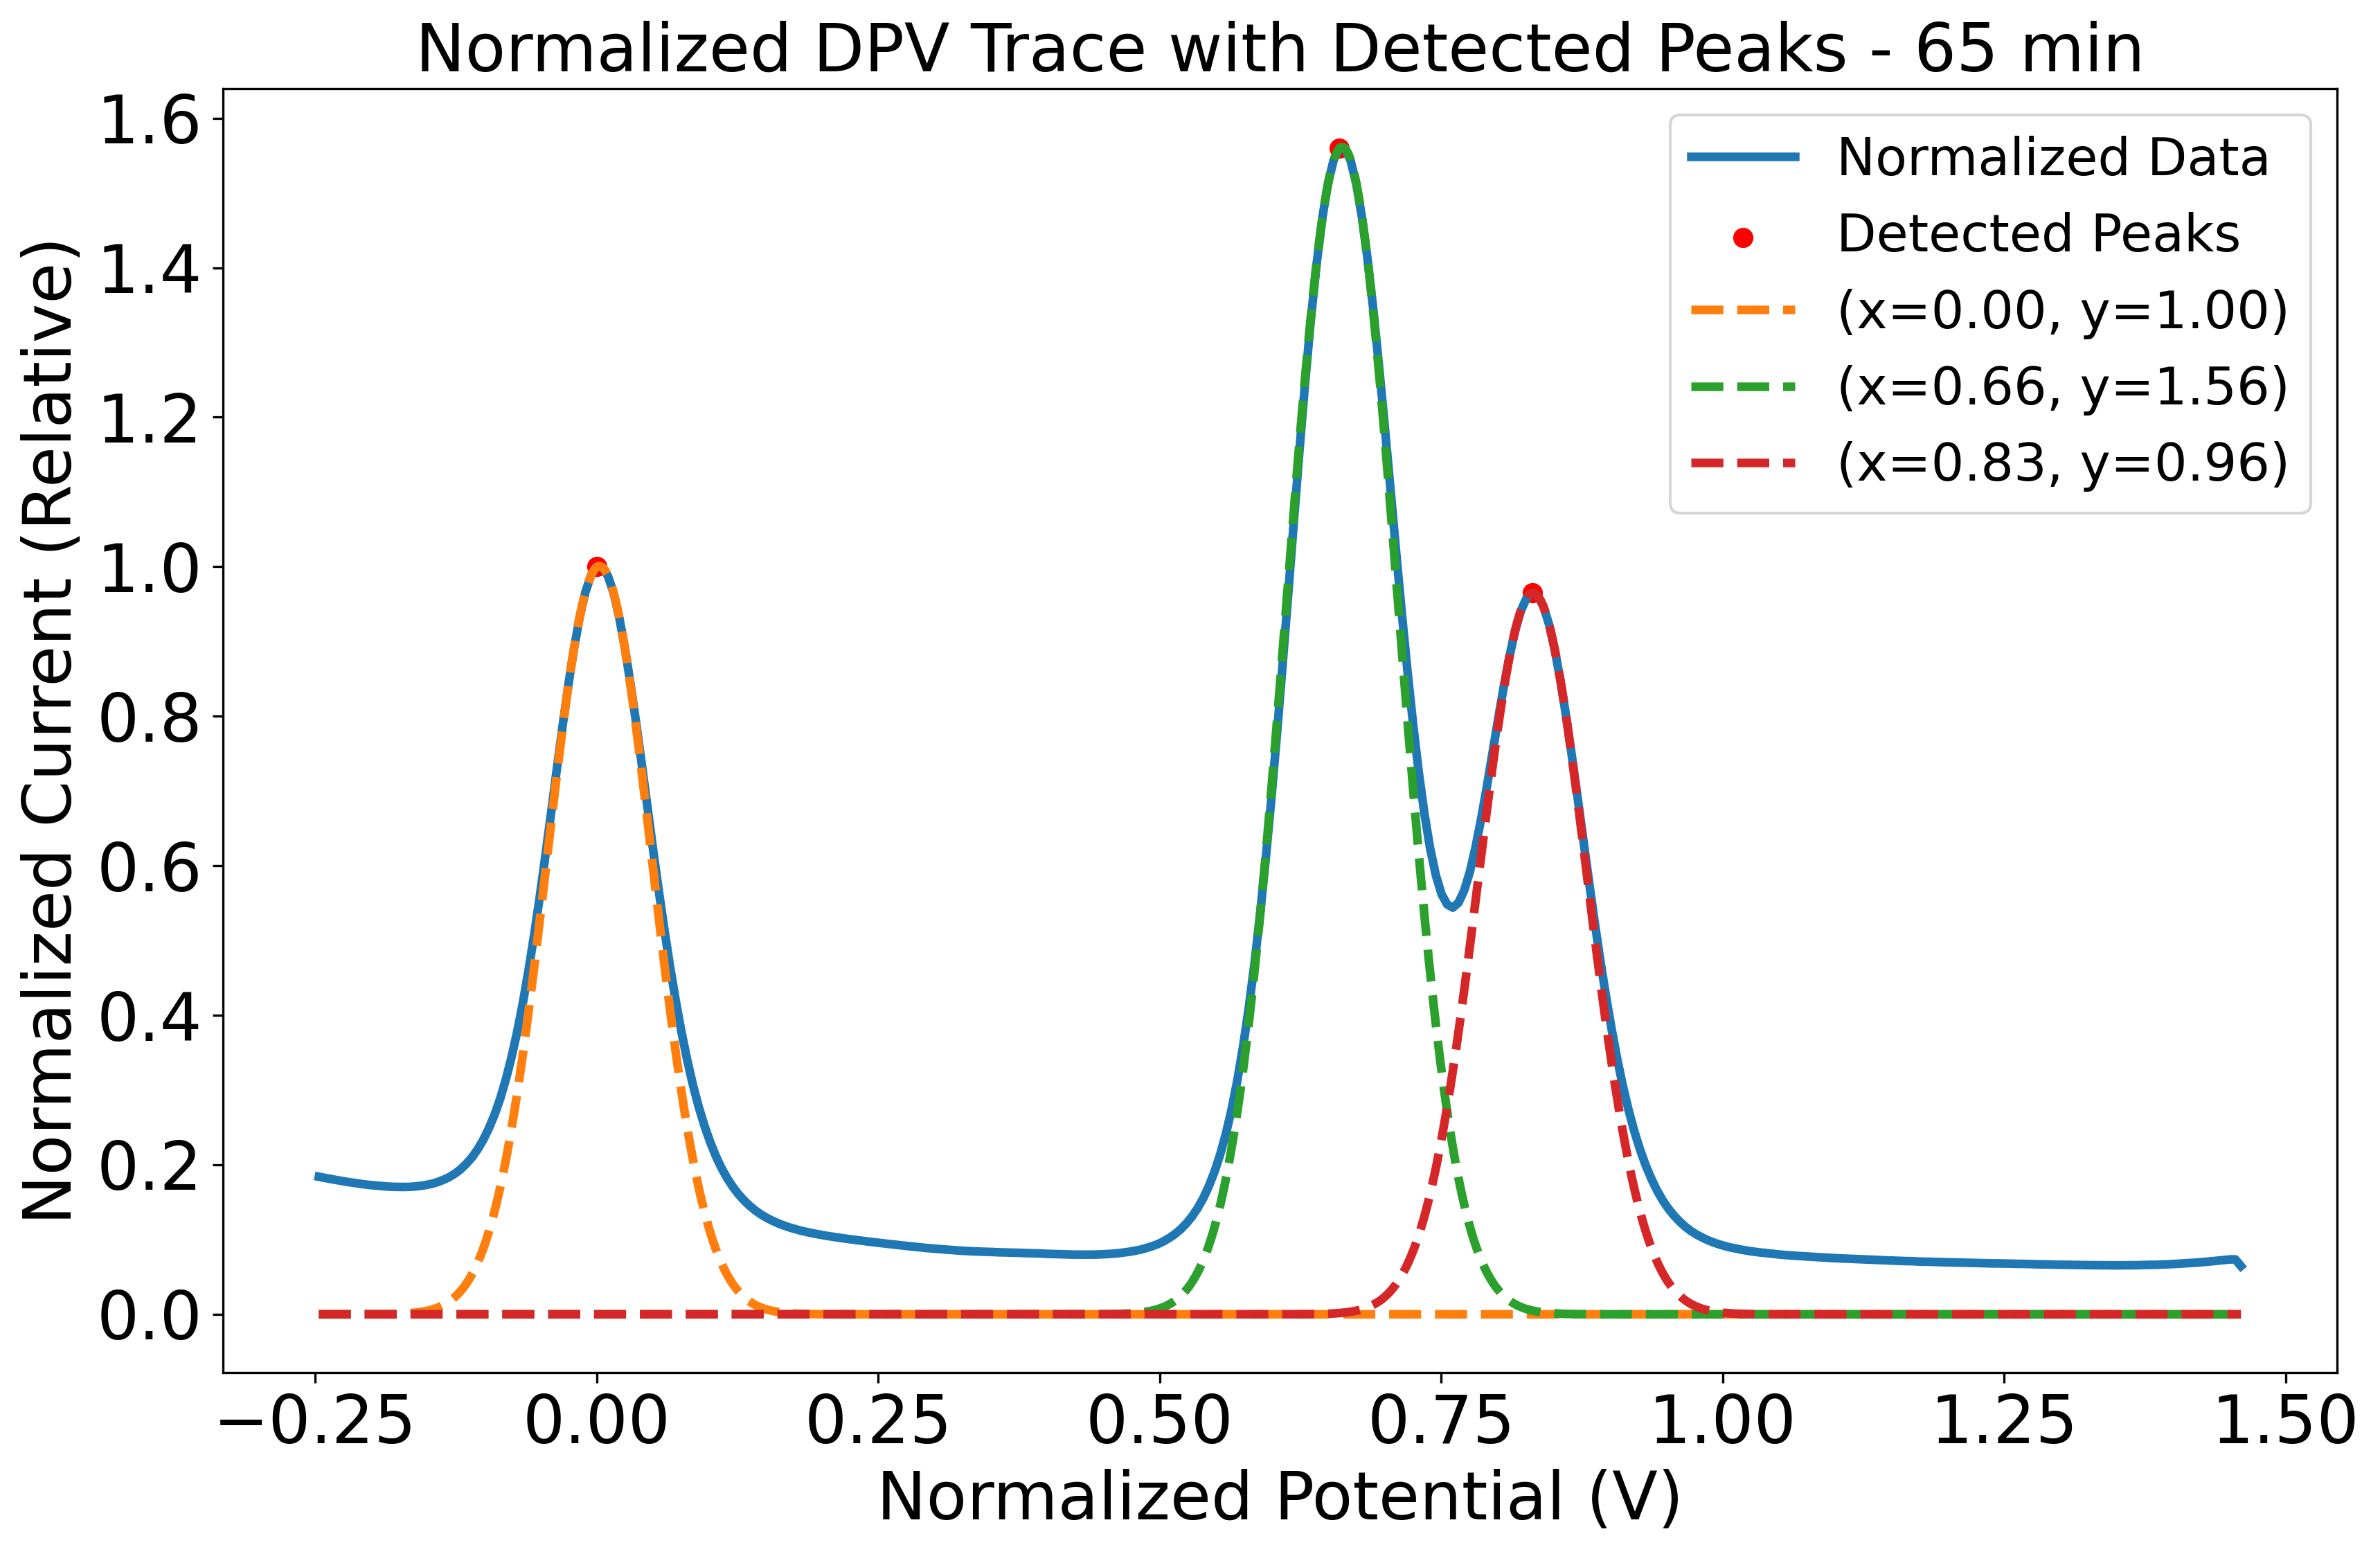 Normalized DPV Trace with Detected Peaks - 65 min
Normalized Current (Relative)
1.6
1.4
1.2
1.0
0.8
0.6
0.4
0.2
0.0
Normalized Data
Detected Peaks
(x=0.00, y=1.00)
(x=0.66, y=1.56)
(x=0.83, y=0.96)
−0.25 0.00 0.25 0.50 0.75 1.00 1.25 1.50
Normalized Potential (V)